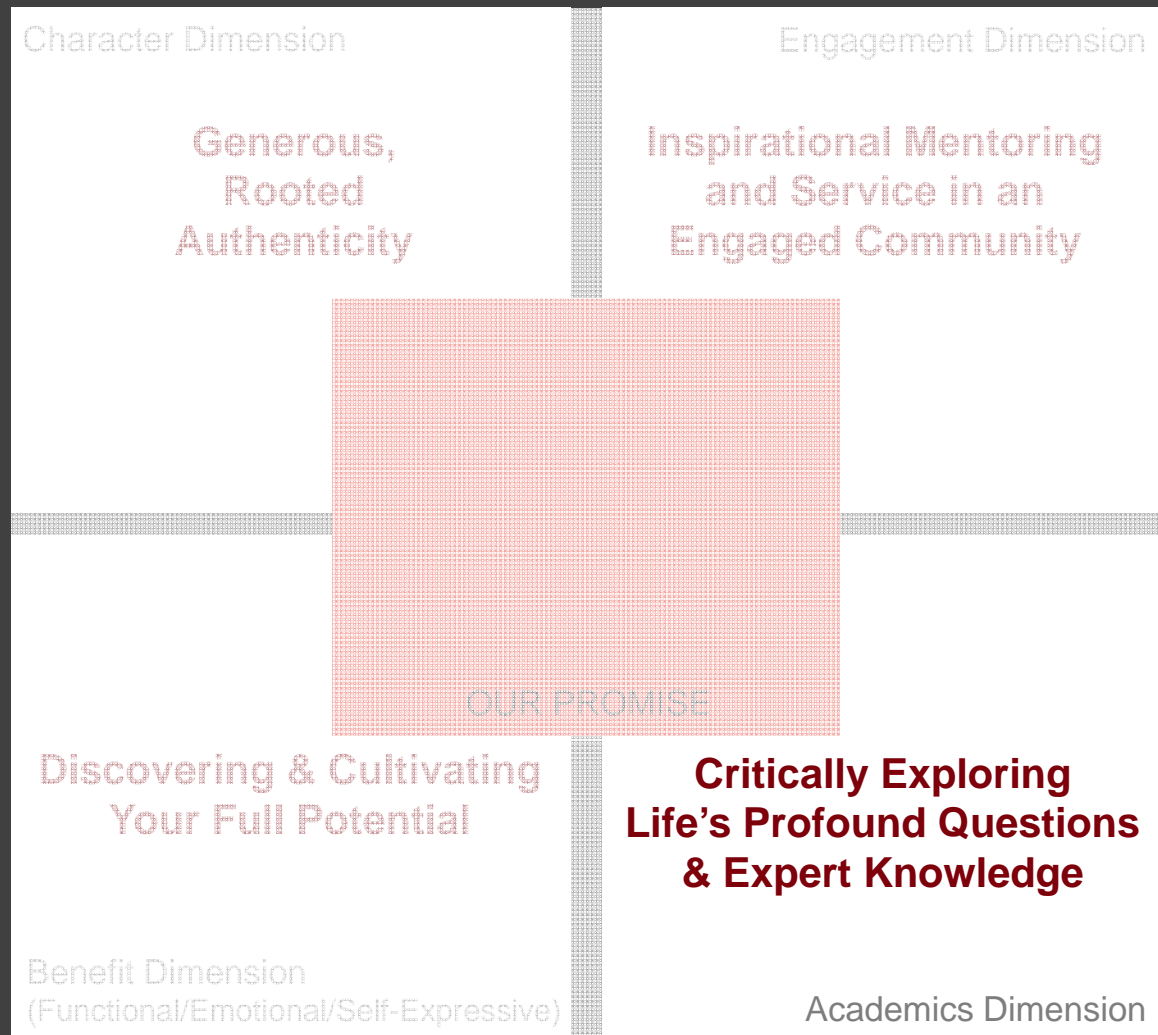 Character Dimension
Engagement Dimension
Generous,
Rooted
Authenticity
Inspirational Mentoring
and Service in an
Engaged Community
OUR PROMISE
Discovering & Cultivating
Your Full Potential
Critically Exploring
Life's Profound Questions
& Expert Knowledge
Benefit Dimension
(Functional/Emotional/Self-Expressive)
Academics Dimension